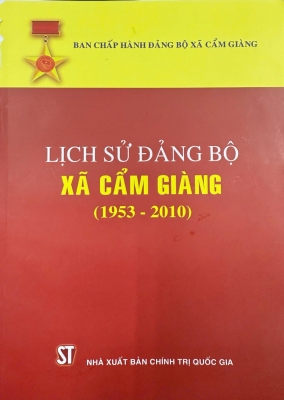 BAN CHẤP HÀNH ĐẢNG BỘ XÃ CẨM GIÀNG
LỊCH SỬ ĐẢNG BỘ
XÃ CẨM GIÀNG
(1953 - 2010)
ST
NHÀ XUẤT BẢN CHÍNH TRỊ QUỐC GIA